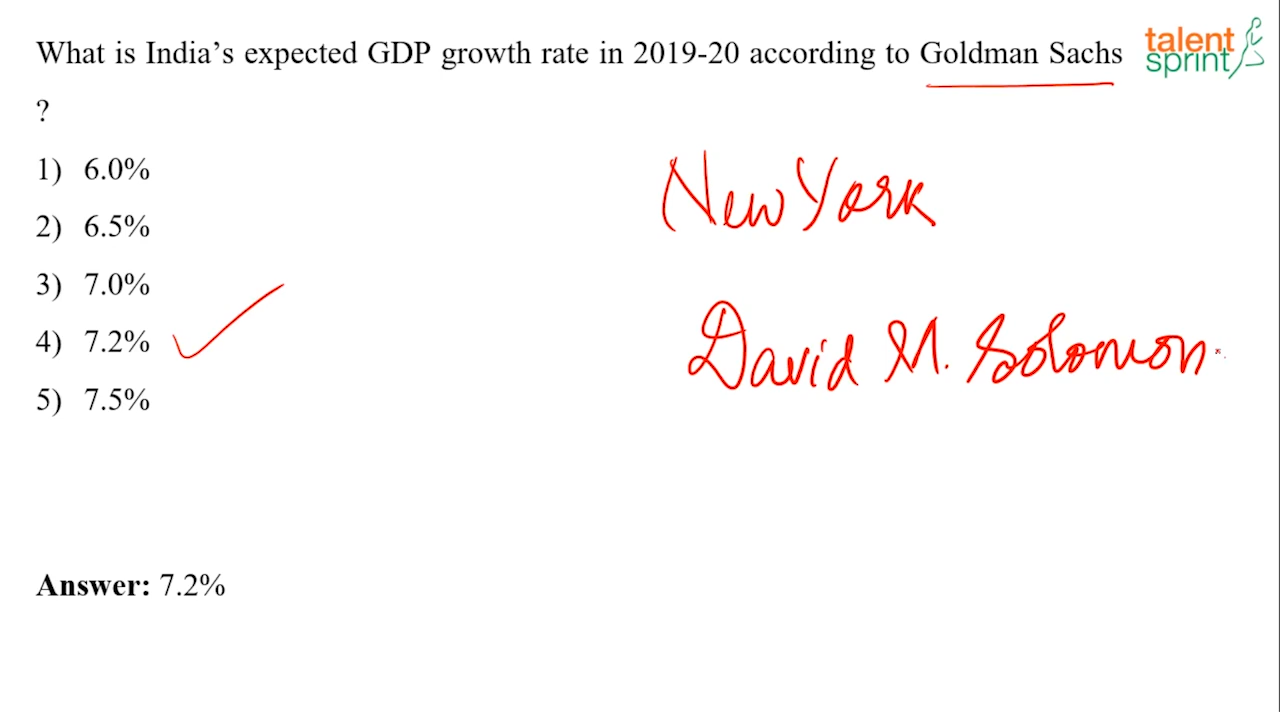 What is India’s expected GDP growth rate in 2019-20 according to Goldman Sachs
?
talent
sprint
1) 6.0%
2) 6.5%
3) 7.0%
4) 7.2%
5) 7.5%
New York
David M. Solomon
Answer: 7.2%